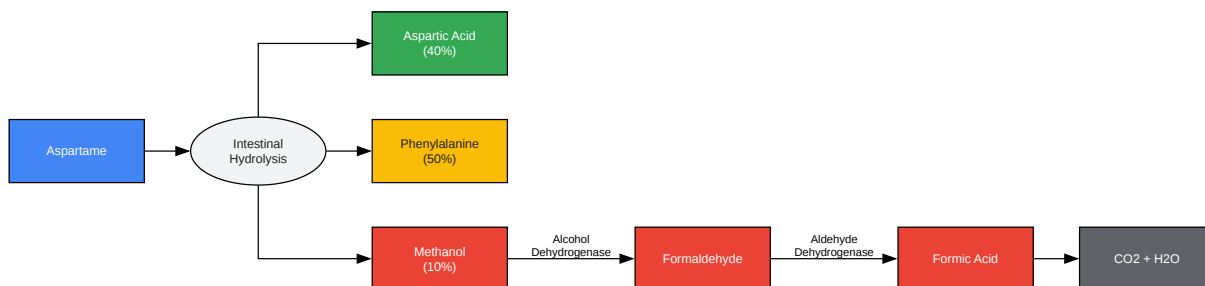 Aspartic Acid
(40%)
Aspartame
Intestinal
Hydrolysis
Phenylalanine
(50%)
Methanol
(10%)
Alcohol
Dehydrogenase
Formaldehyde
Aldehyde
Dehydrogenase
Formic Acid
CO2 + H2O